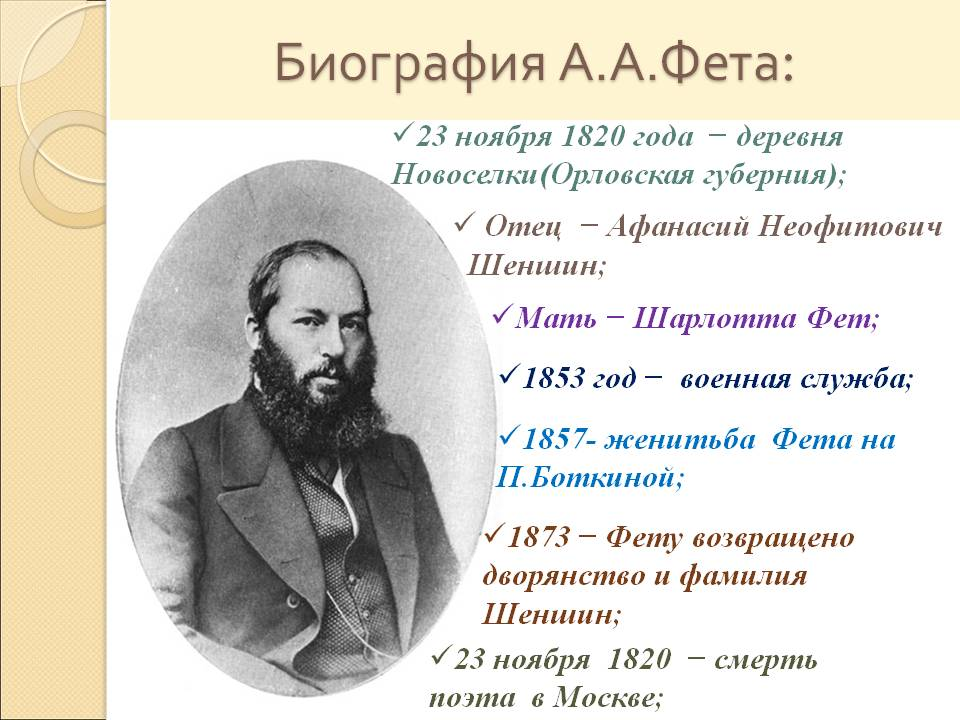 Биография А.А.Фета:
✓23 ноября 1820 года – деревня
Новоселки(Орловская губерния);
✓ Отец – Афанасий Неофитович
Шеншин;
✓Мать – Шарлотта Фет;
✓1853 год – военная служба;
✓1857- женитьба Фета на
П.Боткиной;
✓1873 – Фету возвращено
дворянство и фамилия
Шеншин;
✓23 ноября 1820 – смерть
поэта в Москве;